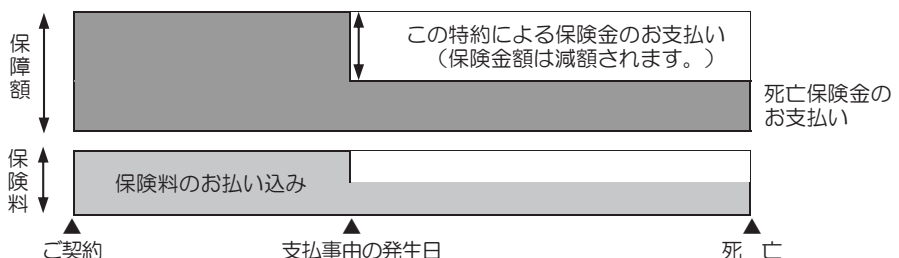 保障額
この特約による保険金のお支払い
（保険金額は減額されます。）
死亡保険金の
お支払い
保険料
保険料のお払い込み
ご契約
支払事由の発生日
死　亡